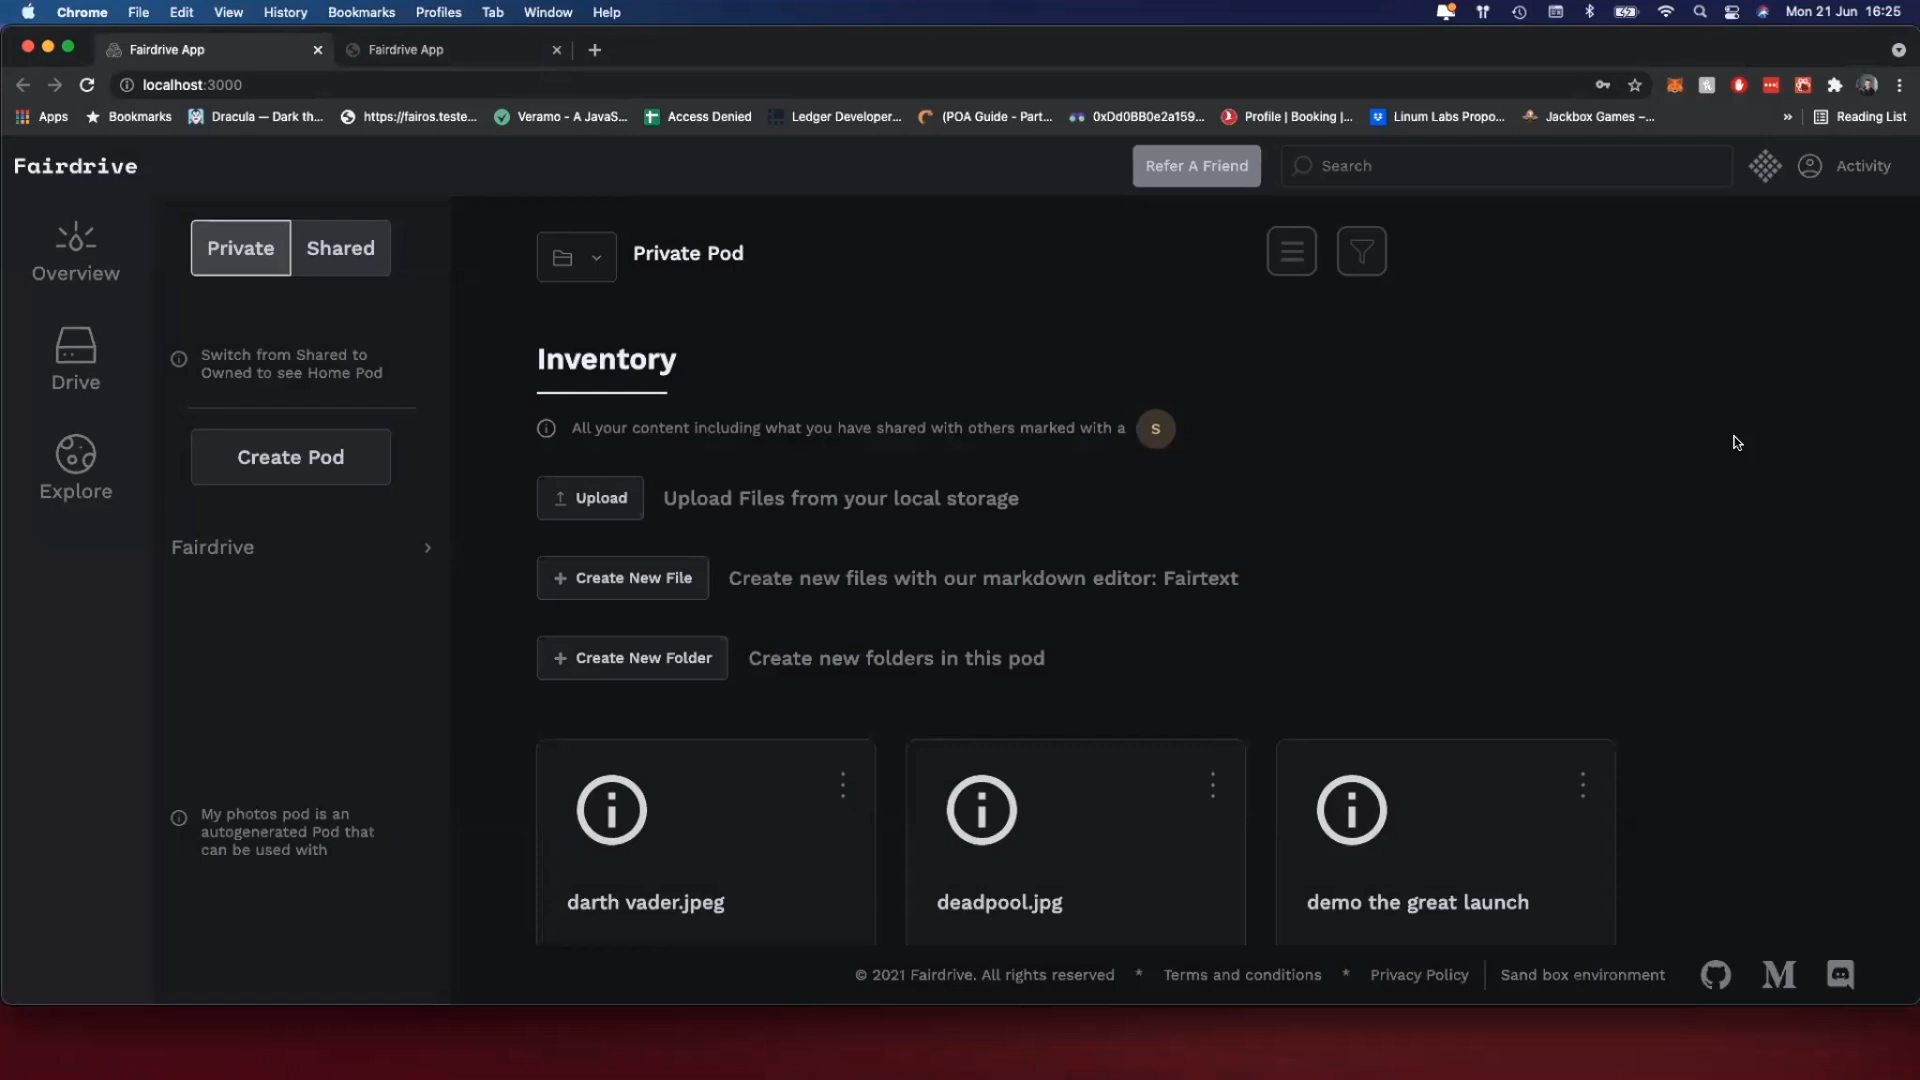 Chrome File Edit View History Bookmarks Profiles Tab Window Help Mon 21 Jun 16:25
Fairdrive App Fairdrive App
localhost:3000
Apps Bookmarks Dracula — Dark th... https://fairos.teste... Veramo - A JavaS... Access Denied Ledger Developer... (POA Guide - Part... 0xDd0BB0e2a159... Profile | Booking |... Linum Labs Propo... Jackbox Games –... » Reading List
Fairdrive Refer A Friend Search Activity
Private Shared
Private Pod
Overview
Switch from Shared to
Owned to see Home Pod
Drive
Inventory
All your content including what you have shared with others marked with a S
Create Pod
Explore
Upload Upload Files from your local storage
Fairdrive
Create New File Create new files with our markdown editor: Fairtext
Create New Folder Create new folders in this pod
My photos pod is an
autogenerated Pod that
can be used with
darth vader.jpeg deadpool.jpg demo the great launch
© 2021 Fairdrive. All rights reserved * Terms and conditions * Privacy Policy Sand box environment